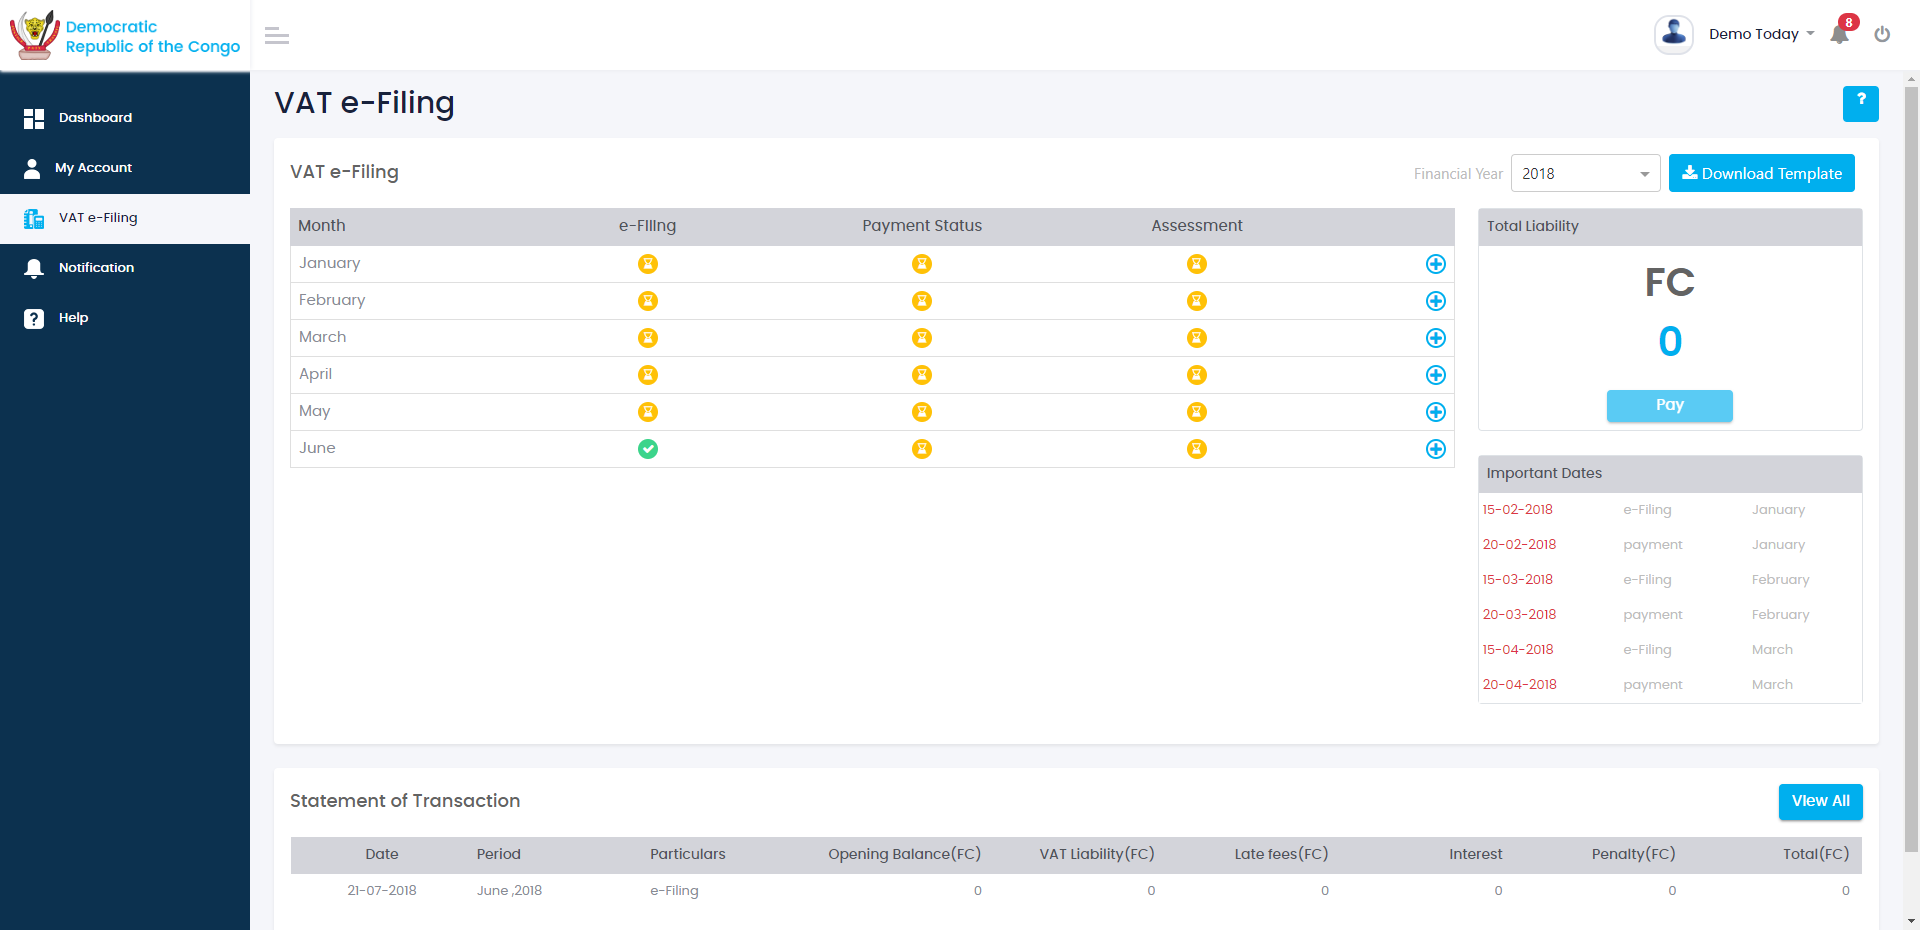 Democratic
Republic of the Congo
Demo Today
8
Dashboard
My Account
VAT e-Filing
Notification
? Help
VAT e-Filing
?
VAT e-Filing
Financial Year 2018 Download Template
Month e-Filing Payment Status Assessment
January
February
March
April
May
June
Total Liability
FC
0
Pay
Important Dates
15-02-2018 e-Filing January
20-02-2018 payment January
15-03-2018 e-Filing February
20-03-2018 payment February
15-04-2018 e-Filing March
20-04-2018 payment March
Statement of Transaction
View All
Date Period Particulars Opening Balance(FC) VAT Liability(FC) Late fees(FC) Interest Penalty(FC) Total(FC)
21-07-2018 June ,2018 e-Filing 0 0 0 0 0 0